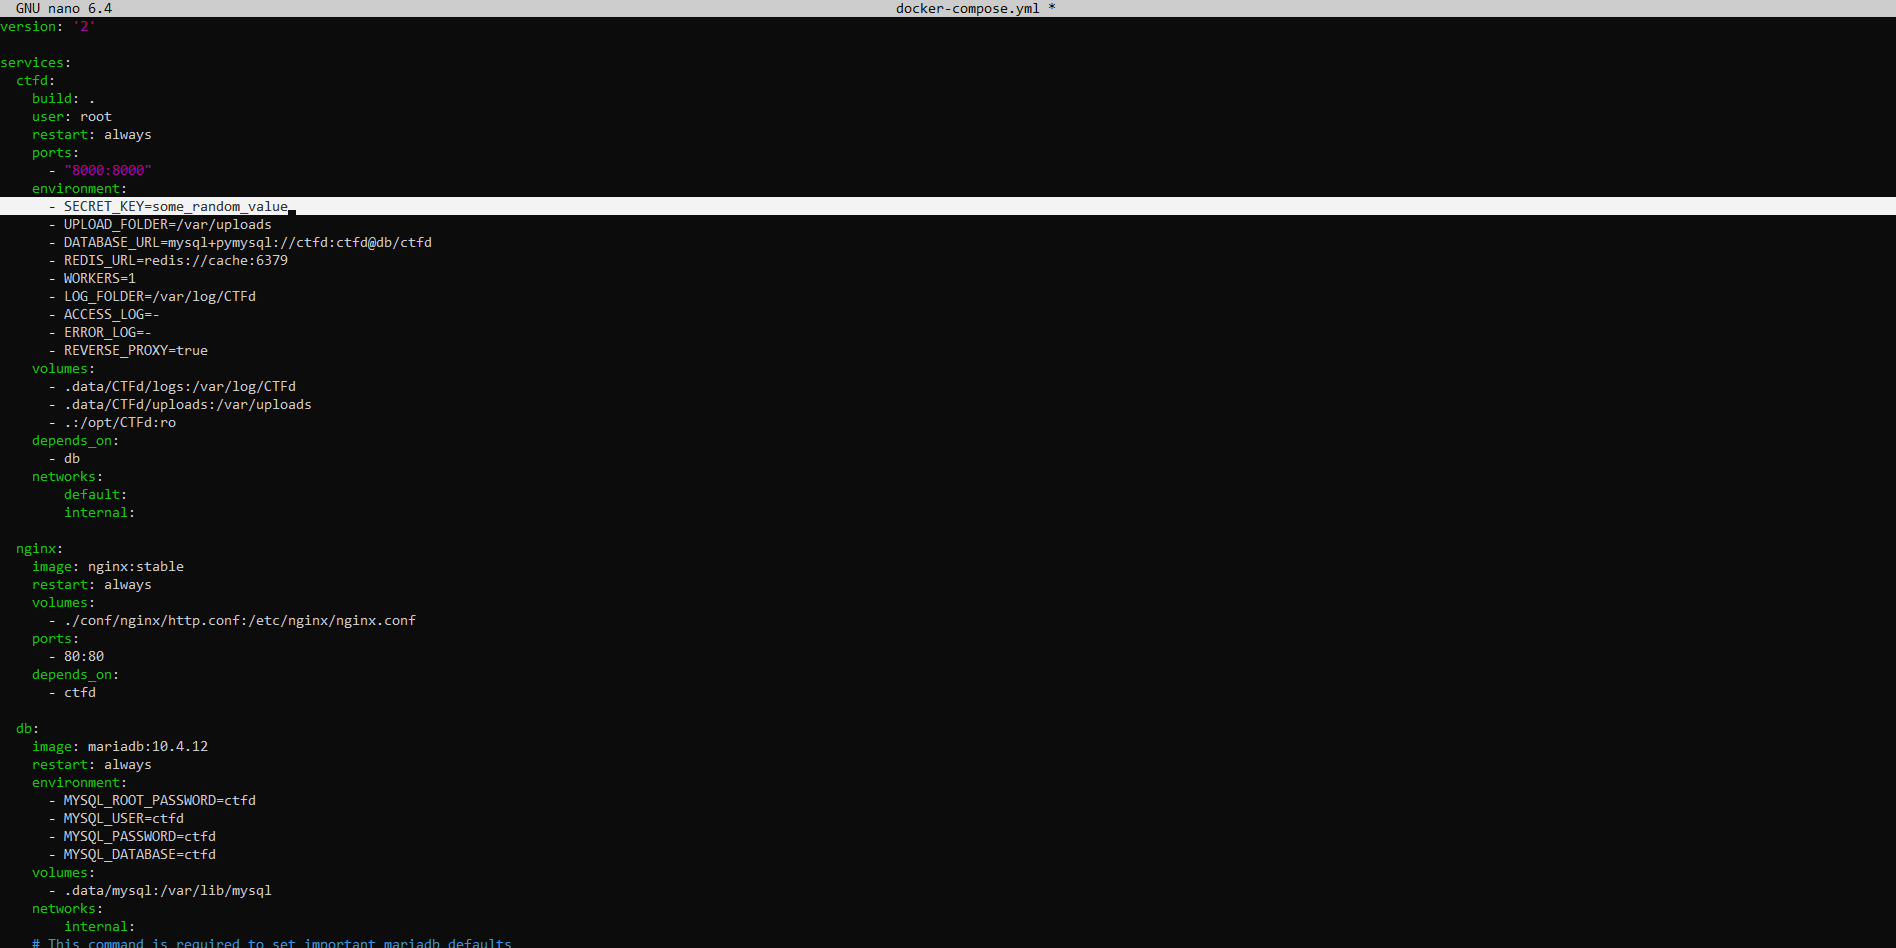 GNU nano 6.4 docker-compose.yml *
version: '2'
services:
  ctfd:
    build: .
    user: root
    restart: always
    ports:
      - "8000:8000"
    environment:
      - SECRET_KEY=some_random_value
      - UPLOAD_FOLDER=/var/uploads
      - DATABASE_URL=mysql+pymysql://ctfd:ctfd@db/ctfd
      - REDIS_URL=redis://cache:6379
      - WORKERS=1
      - LOG_FOLDER=/var/log/CTFd
      - ACCESS_LOG=-
      - ERROR_LOG=-
      - REVERSE_PROXY=true
    volumes:
      - .data/CTFd/logs:/var/log/CTFd
      - .data/CTFd/uploads:/var/uploads
      - .:/opt/CTFd:ro
    depends_on:
      - db
    networks:
        default:
        internal:
  nginx:
    image: nginx:stable
    restart: always
    volumes:
      - ./conf/nginx/http.conf:/etc/nginx/nginx.conf
    ports:
      - 80:80
    depends_on:
      - ctfd
  db:
    image: mariadb:10.4.12
    restart: always
    environment:
      - MYSQL_ROOT_PASSWORD=ctfd
      - MYSQL_USER=ctfd
      - MYSQL_PASSWORD=ctfd
      - MYSQL_DATABASE=ctfd
    volumes:
      - .data/mysql:/var/lib/mysql
    networks:
        internal:
    # This command is required to set important mariadb defaults